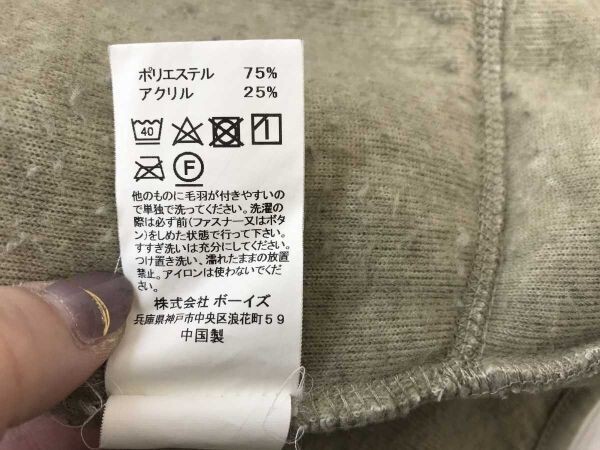 ポリエステル 75%
アクリル 25%
40
F
他のものに毛羽が付きやすいの
で単独で洗ってください。洗濯の
際は必ず前(ファスナー又はボタ
ン)をしめた状態で行って下さい。
すすぎ洗いは充分にしてください。
つけ置き洗い、濡れたままの放置
禁止。アイロンは使わないでくだ
さい。
株式会社 ボーイズ
兵庫県神戸市中央区浪花町59
中国製